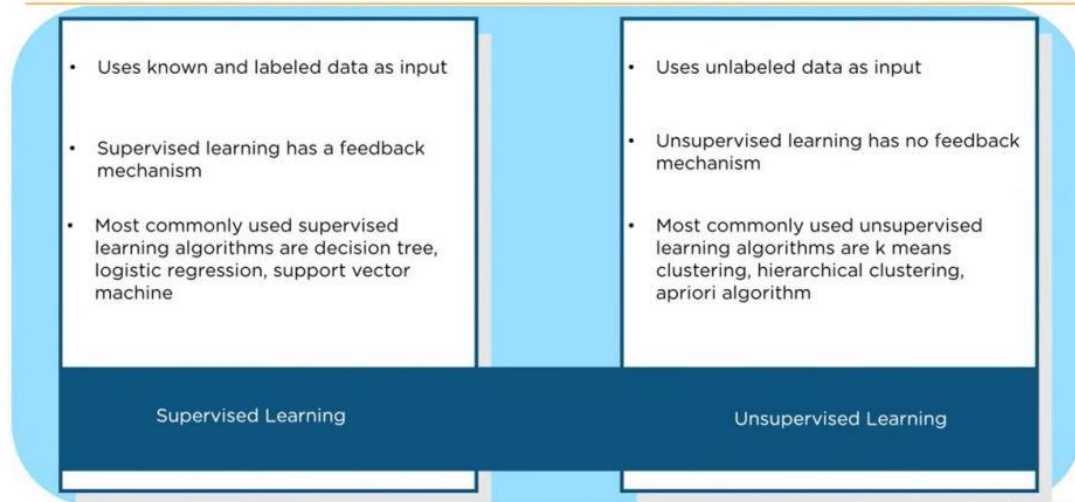 • Uses known and labeled data as input
• Supervised learning has a feedback
mechanism
• Most commonly used supervised
learning algorithms are decision tree,
logistic regression, support vector
machine
Supervised Learning
• Uses unlabeled data as input
• Unsupervised learning has no feedback
mechanism
• Most commonly used unsupervised
learning algorithms are k means
clustering, hierarchical clustering,
apriori algorithm
Unsupervised Learning